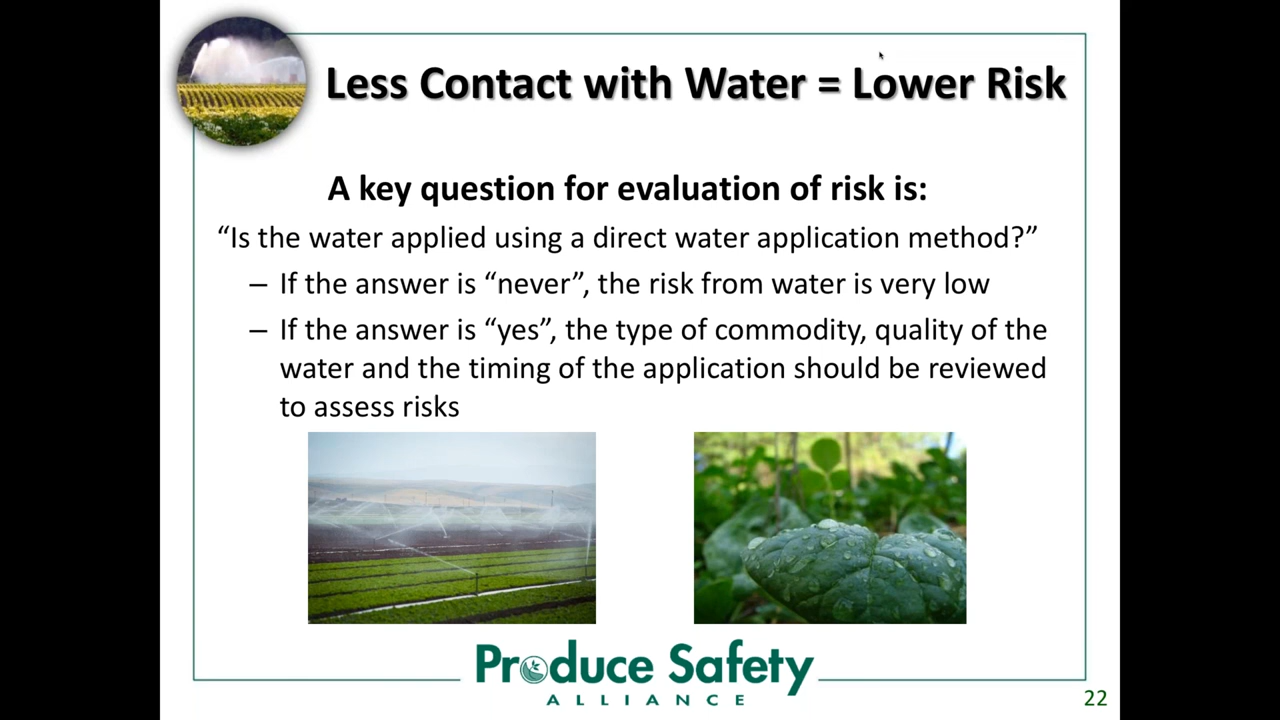 Less Contact with Water = Lower Risk
A key question for evaluation of risk is:
“Is the water applied using a direct water application method?”
– If the answer is “never”, the risk from water is very low
– If the answer is “yes”, the type of commodity, quality of the
water and the timing of the application should be reviewed
to assess risks
Produce Safety
ALLIANCE
22